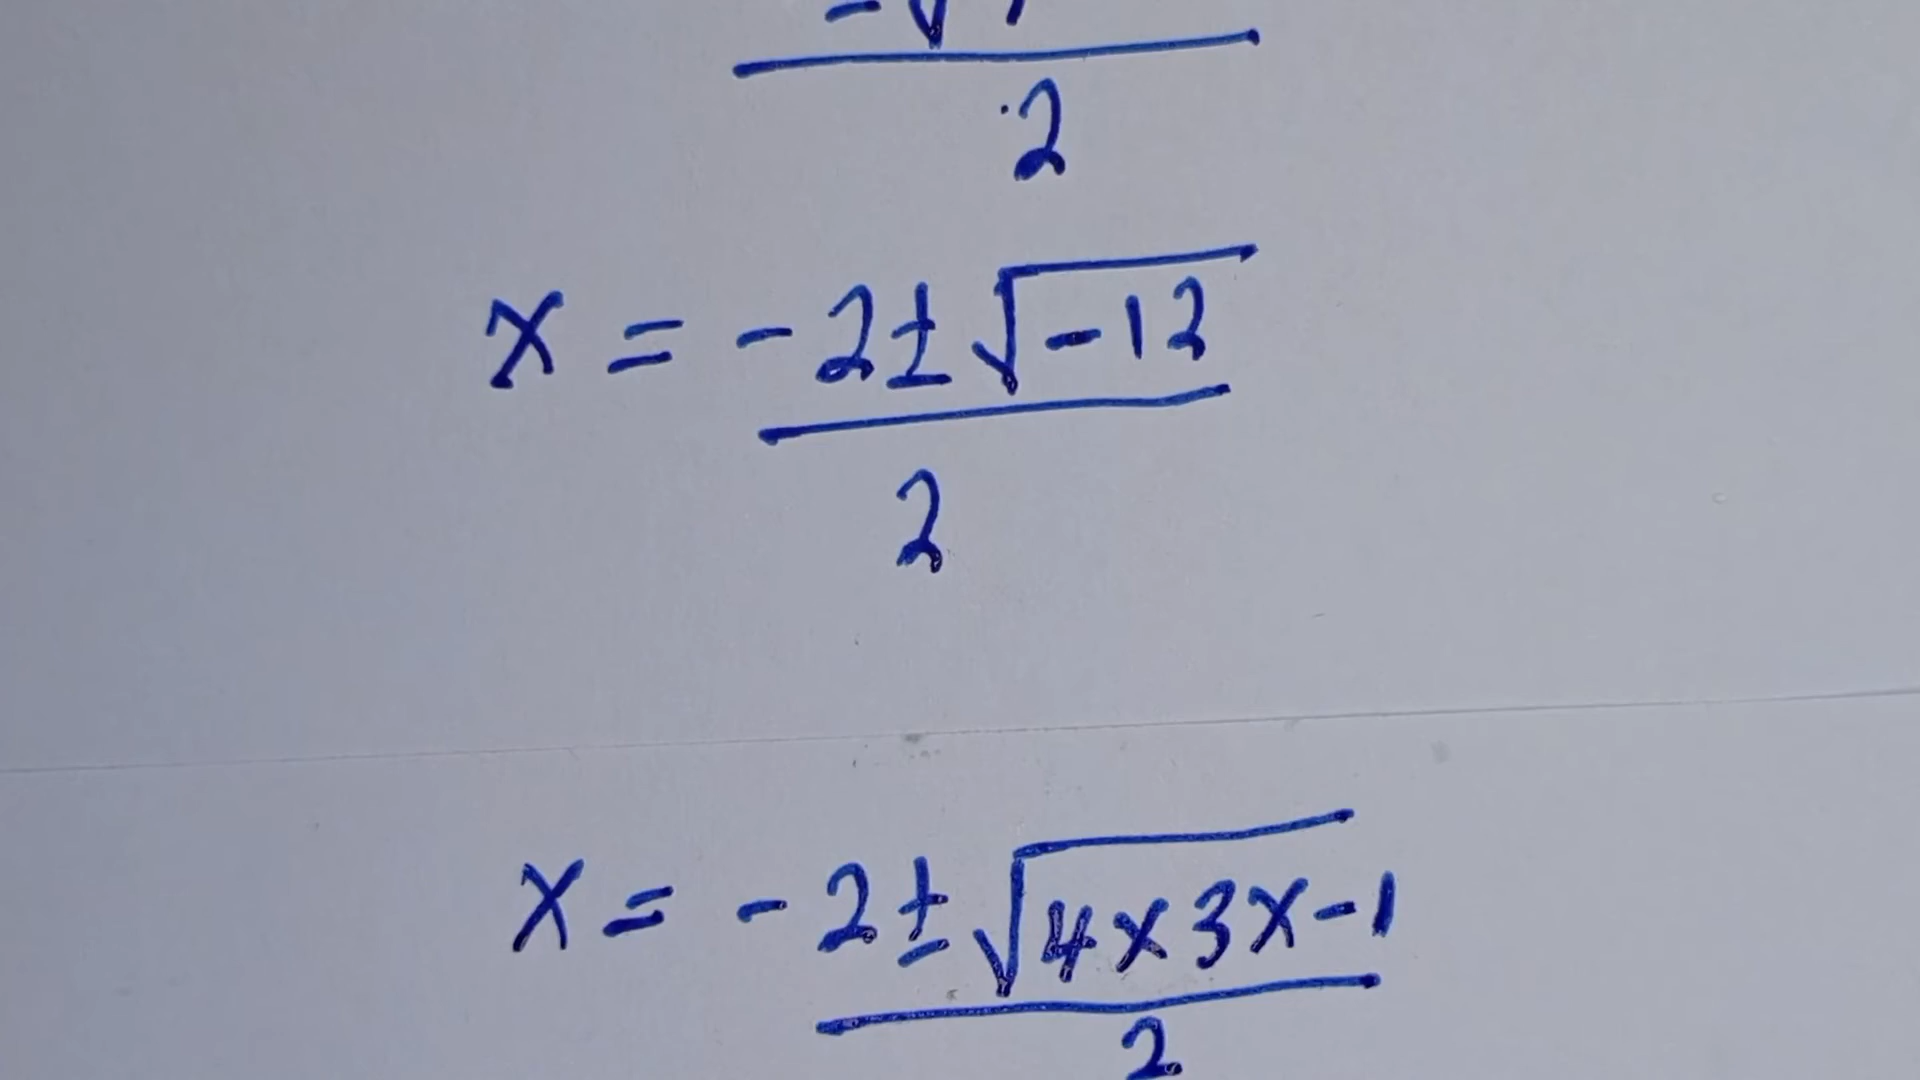 2
x = -2±√-12
2
x = -2±√4x3x-1
2